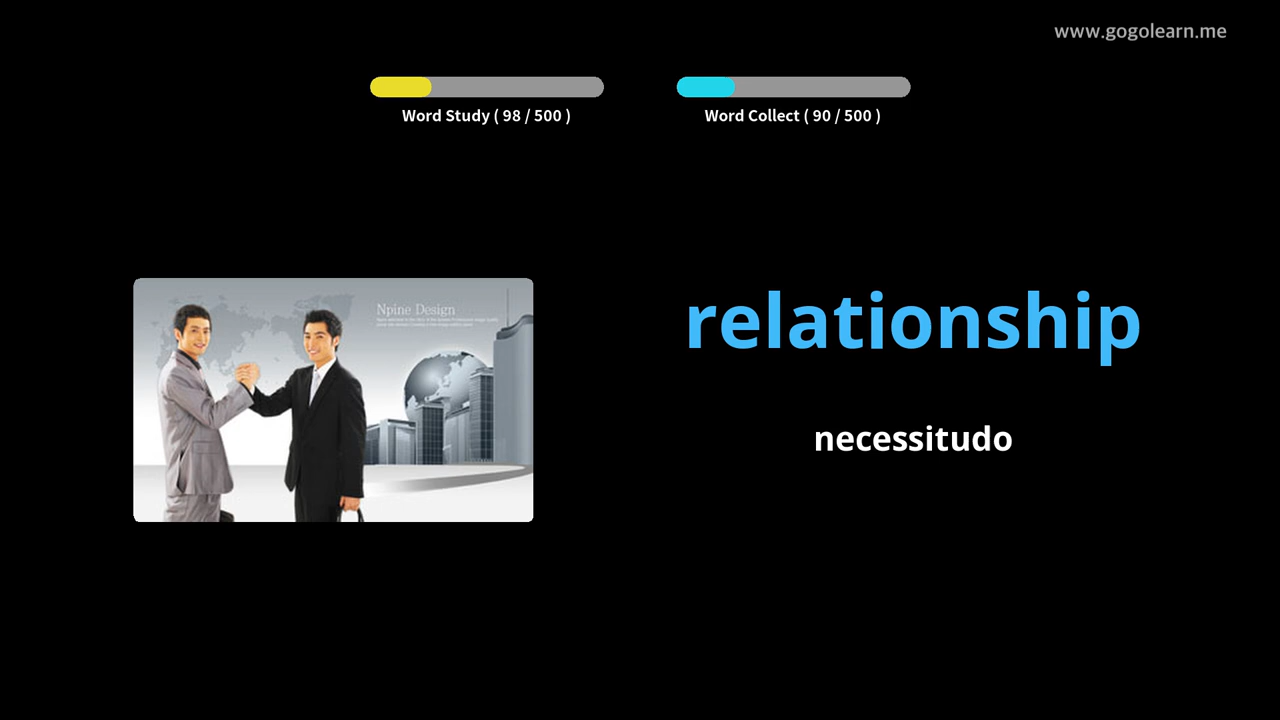 www.gogolearn.me
Word Study ( 98 / 500 )
Word Collect ( 90 / 500 )
Npine Design
relationship
necessitudo